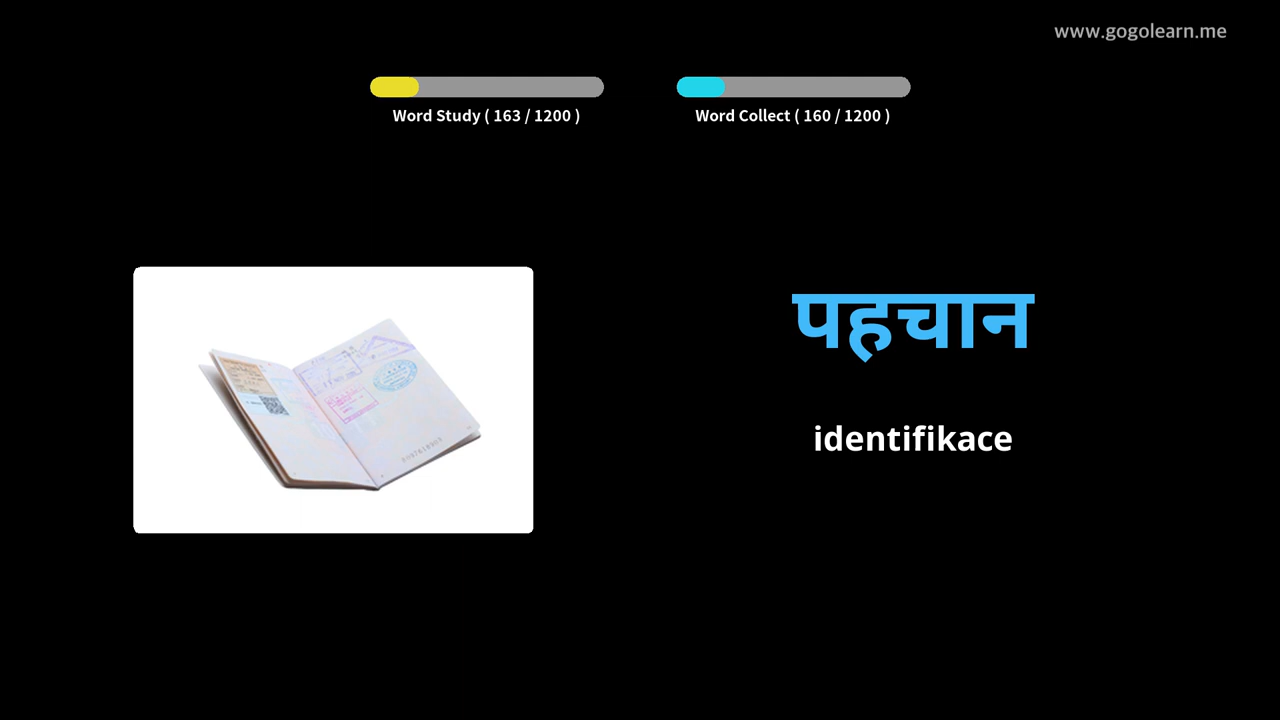 www.gogolearn.me
Word Study ( 163 / 1200 )
Word Collect ( 160 / 1200 )
पहचान
identifikace